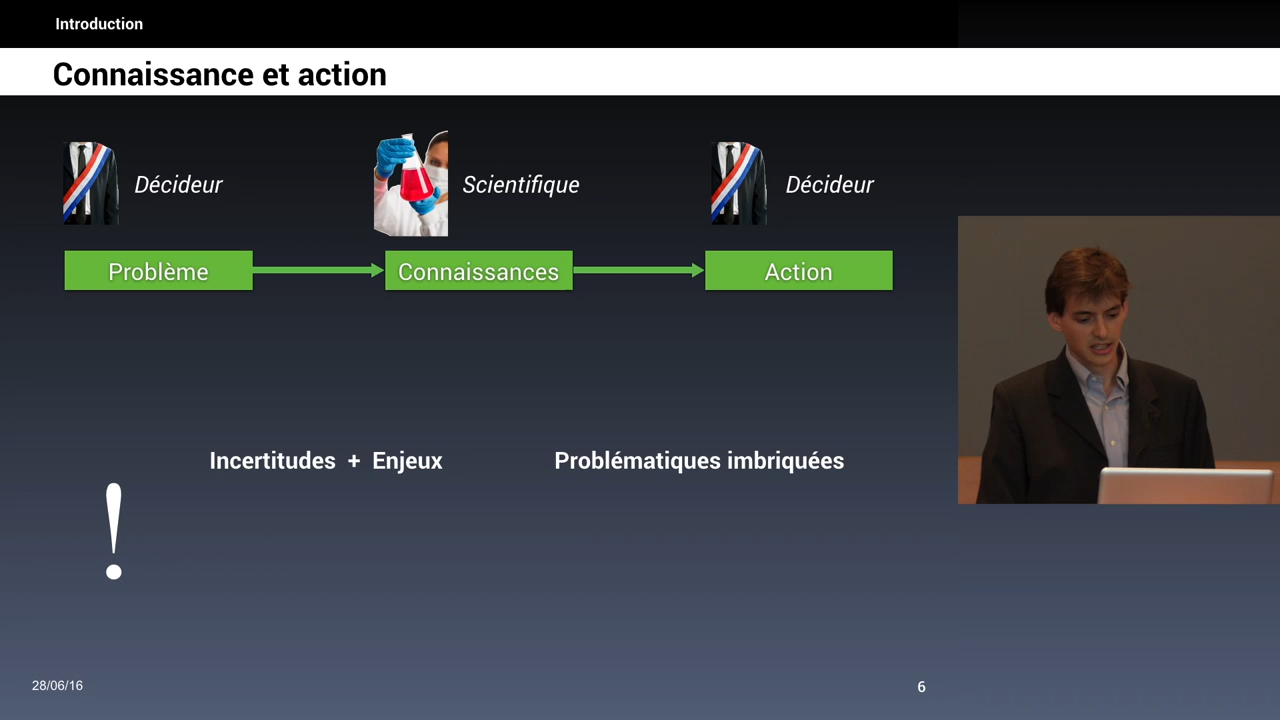 Introduction
Connaissance et action
Décideur
Scientifique
Décideur
Problème
Connaissances
Action
Incertitudes + Enjeux
Problématiques imbriquées
!
28/06/16
6